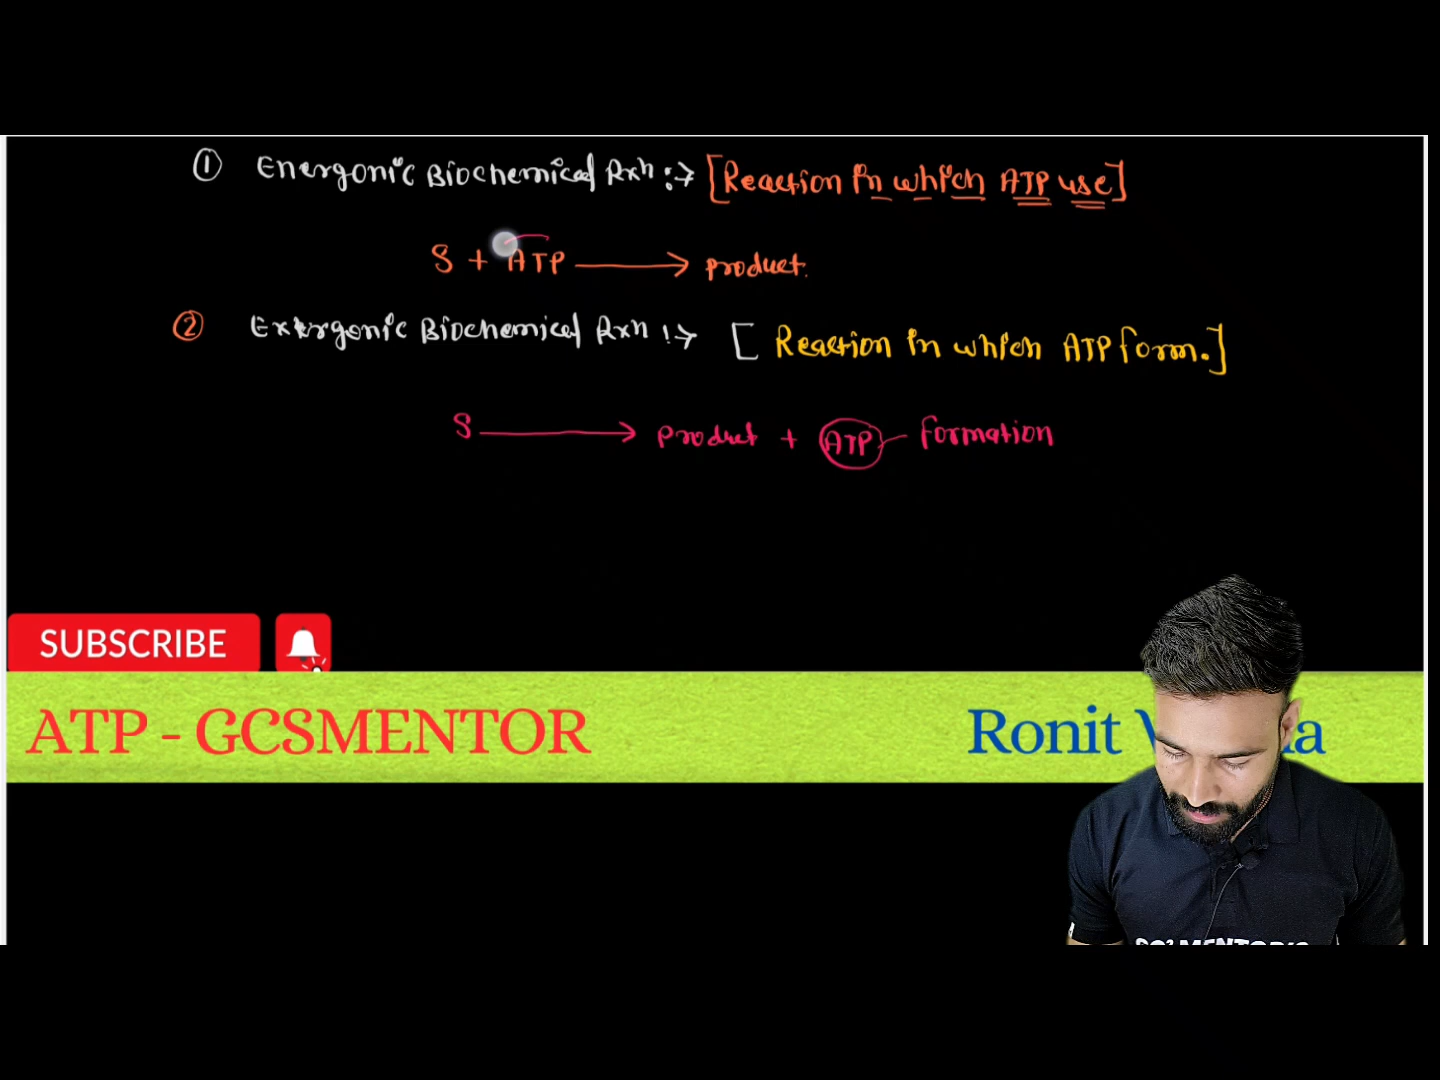 ① Energonic Biochemical Rxn :→ [Reaction in which ATP use]
S + ATP ⟶ product.
② Exergonic Biochemical Rxn :→ [Reaction in which ATP form.]
S ⟶ product + ATP - formation
SUBSCRIBE
ATP - GCSMENTOR
Ronit